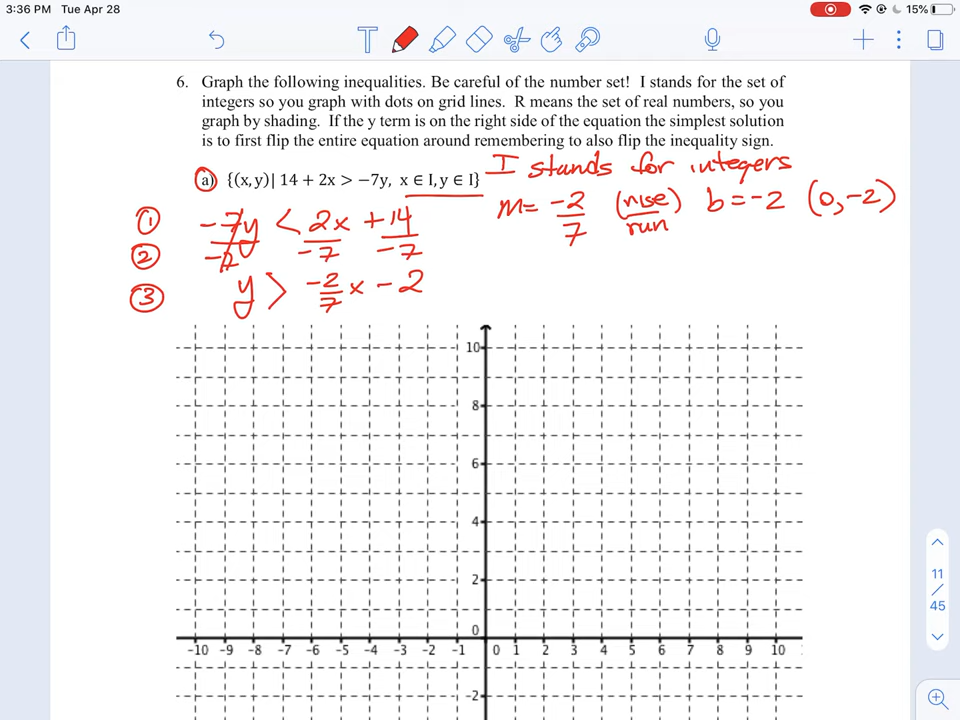 3:36 PM Tue Apr 28 15%
T
6. Graph the following inequalities. Be careful of the number set! I stands for the set of
integers so you graph with dots on grid lines. R means the set of real numbers, so you
graph by shading. If the y term is on the right side of the equation the simplest solution
is to first flip the entire equation around remembering to also flip the inequality sign.
I stands for integers
a) {(x, y)| 14 + 2x > −7y, x ∈ I, y ∈ I}
m= -2/7 (rise/run) b = -2 (0, -2)
① -7y < 2x + 14
② -7 -7 -7
③ y > -2/7 x - 2
10
8
6
4
2
0
-10 -9 -8 -7 -6 -5 -4 -3 -2 -1 0 1 2 3 4 5 6 7 8 9 10
-2
11
/
45